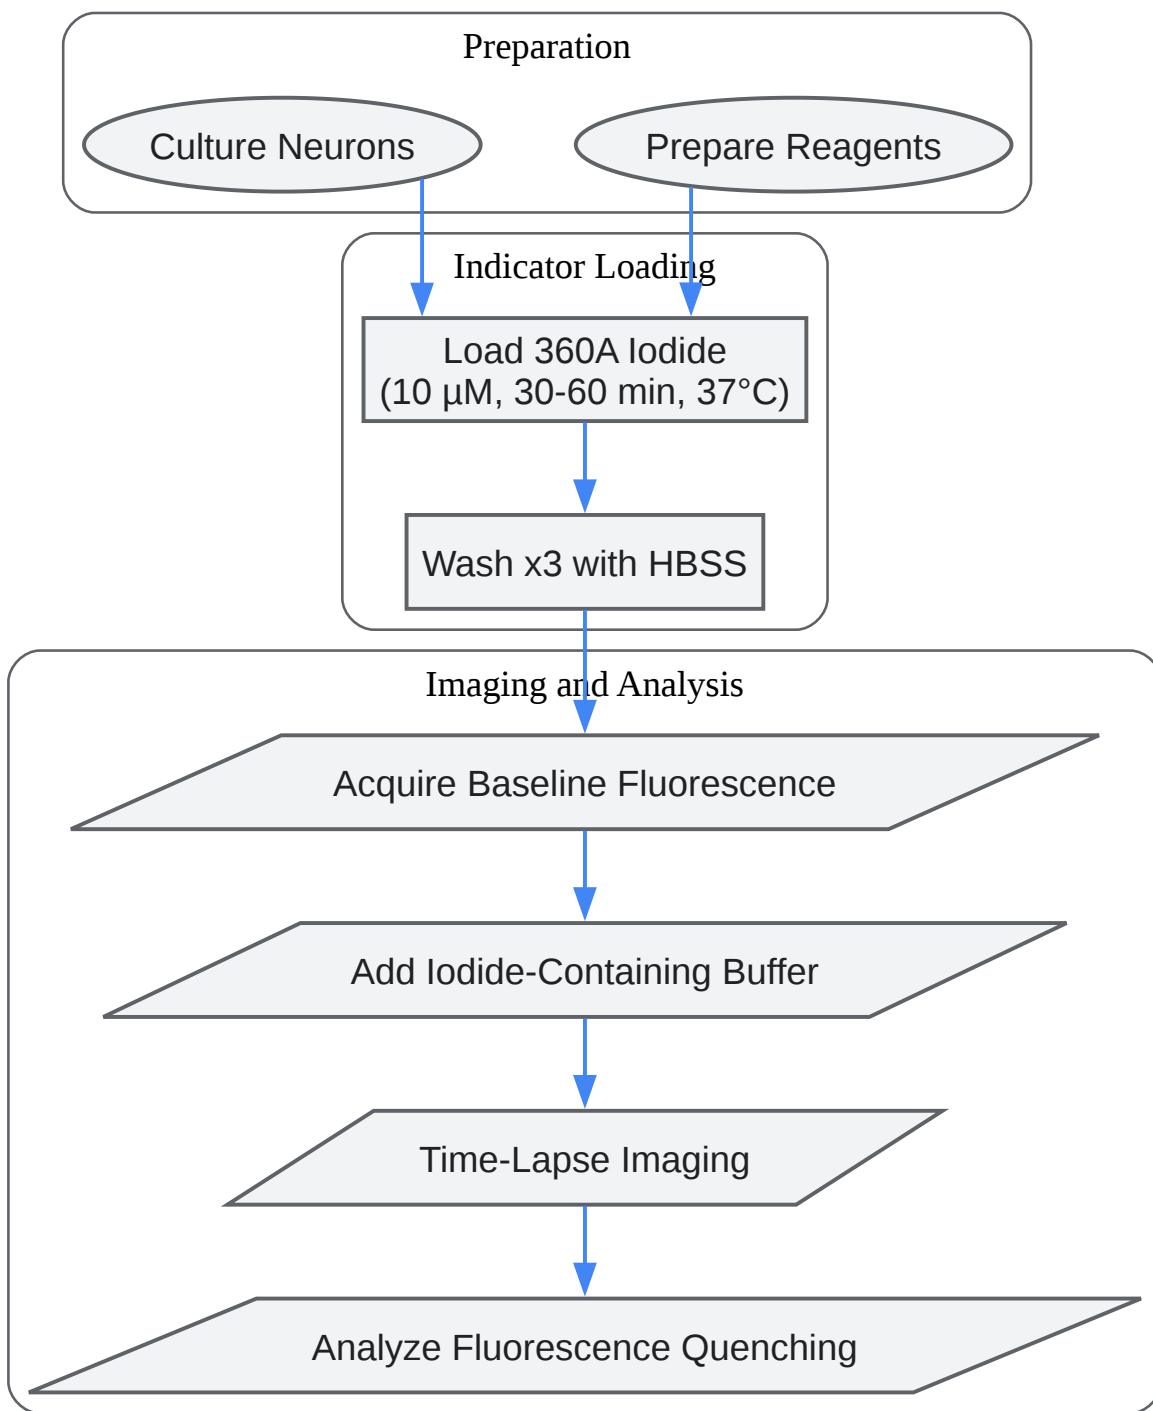 Preparation
Culture Neurons
Prepare Reagents
Indicator Loading
Load 360A Iodide
(10 µM, 30-60 min, 37°C)
Wash x3 with HBSS
Imaging and Analysis
Acquire Baseline Fluorescence
Add Iodide-Containing Buffer
Time-Lapse Imaging
Analyze Fluorescence Quenching